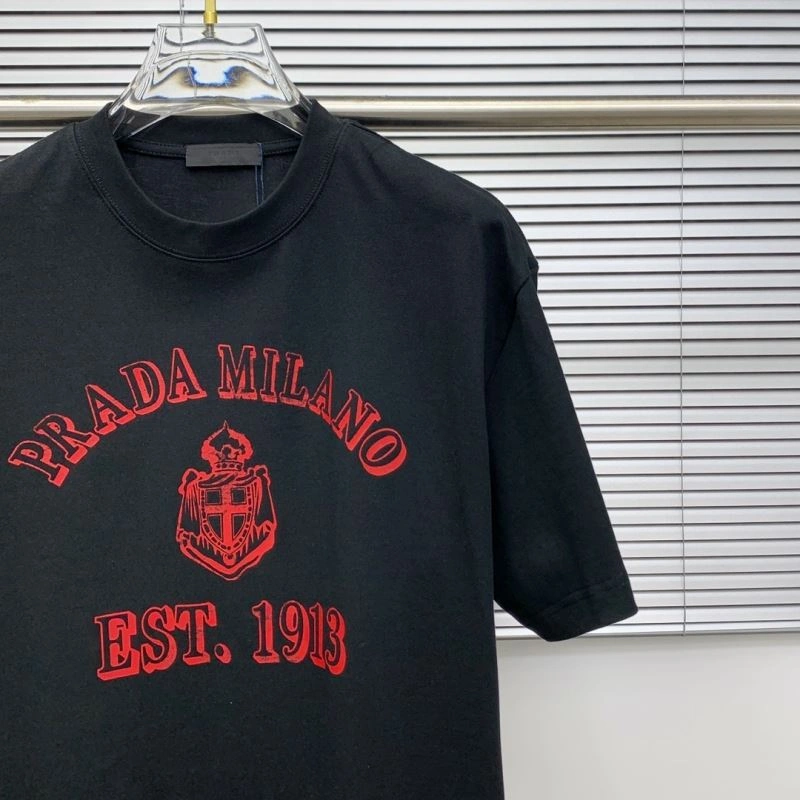 PRADA MILANO
EST. 1913